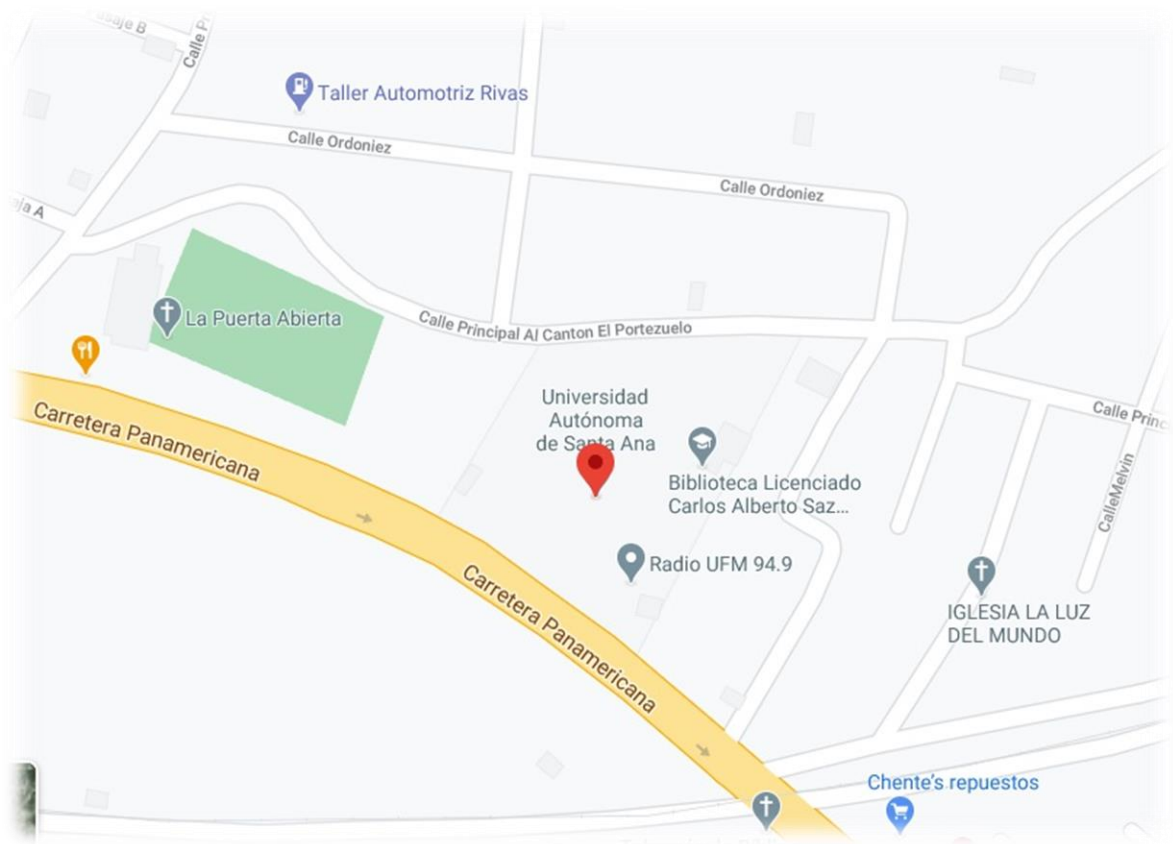 Calle Pr
Taller Automotriz Rivas
Calle Ordoniez
Calle Ordoniez
La Puerta Abierta
Calle Principal Al Canton El Portezuelo
Universidad
Autónoma
de Santa Ana
Calle Princ
Carretera Panamericana
Biblioteca Licenciado
Carlos Alberto Saz...
CalleMelvin
Radio UFM 94.9
Carretera Panamericana
IGLESIA LA LUZ
DEL MUNDO
Chente's repuestos